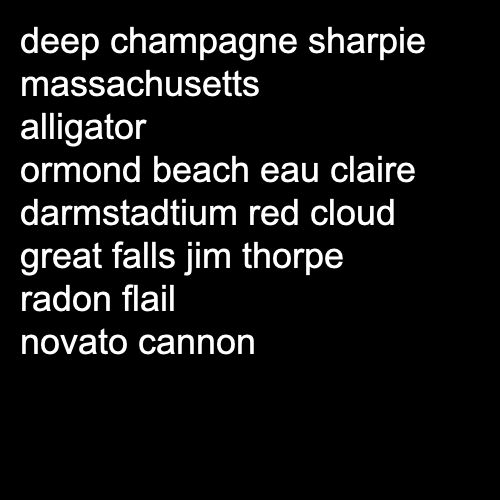 deep champagne sharpie
massachusetts
alligator
ormond beach eau claire
darmstadtium red cloud
great falls jim thorpe
radon flail
novato cannon